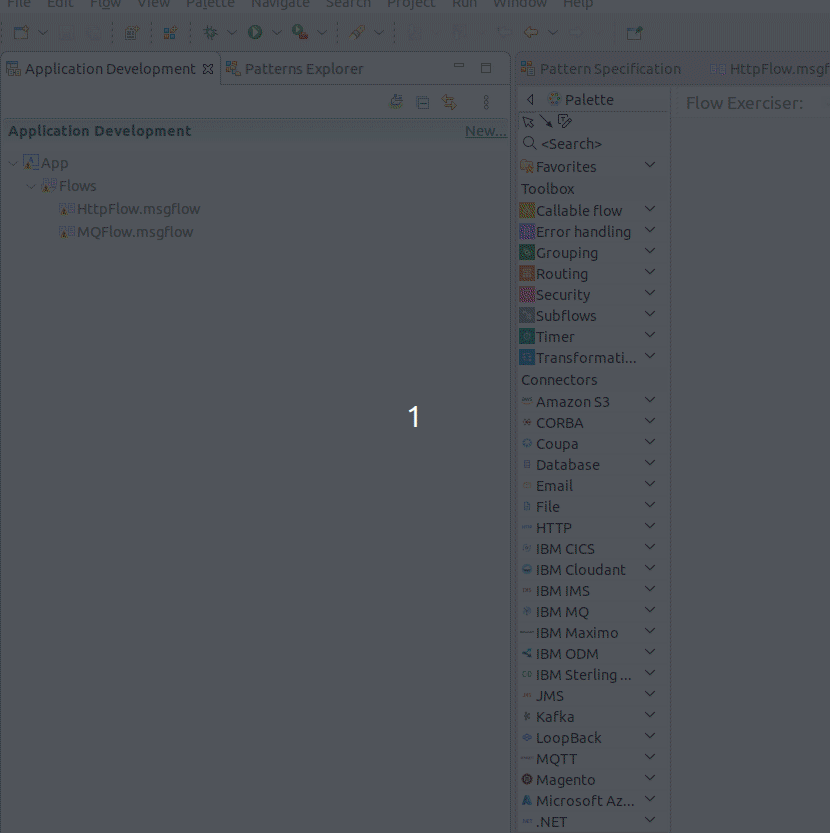 File Edit Flow View Palette Navigate Search Project Run Window Help
Application Development
Patterns Explorer
Pattern Specification
HttpFlow.msgf
Application Development
New...
App
Flows
HttpFlow.msgflow
MQFlow.msgflow
1
Palette
<Search>
Favorites
Toolbox
Callable flow
Error handling
Grouping
Routing
Security
Subflows
Timer
Transformati...
Connectors
Amazon S3
CORBA
Coupa
Database
Email
File
HTTP
IBM CICS
IBM Cloudant
IBM IMS
IBM MQ
IBM Maximo
IBM ODM
IBM Sterling ...
JMS
Kafka
LoopBack
MQTT
Magento
Microsoft Az...
.NET
Flow Exerciser: